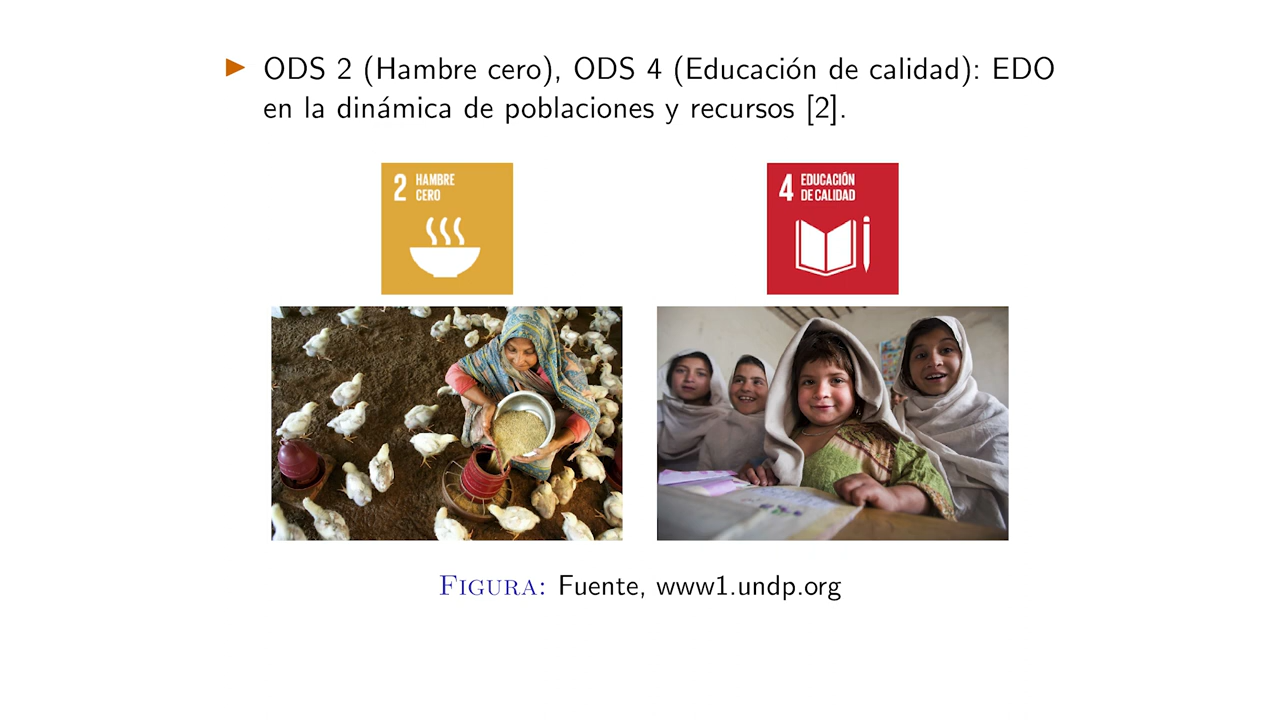 ▶ ODS 2 (Hambre cero), ODS 4 (Educación de calidad): EDO
en la dinámica de poblaciones y recursos [2].
2 HAMBRE
CERO
4 EDUCACIÓN
DE CALIDAD
FIGURA: Fuente, www1.undp.org